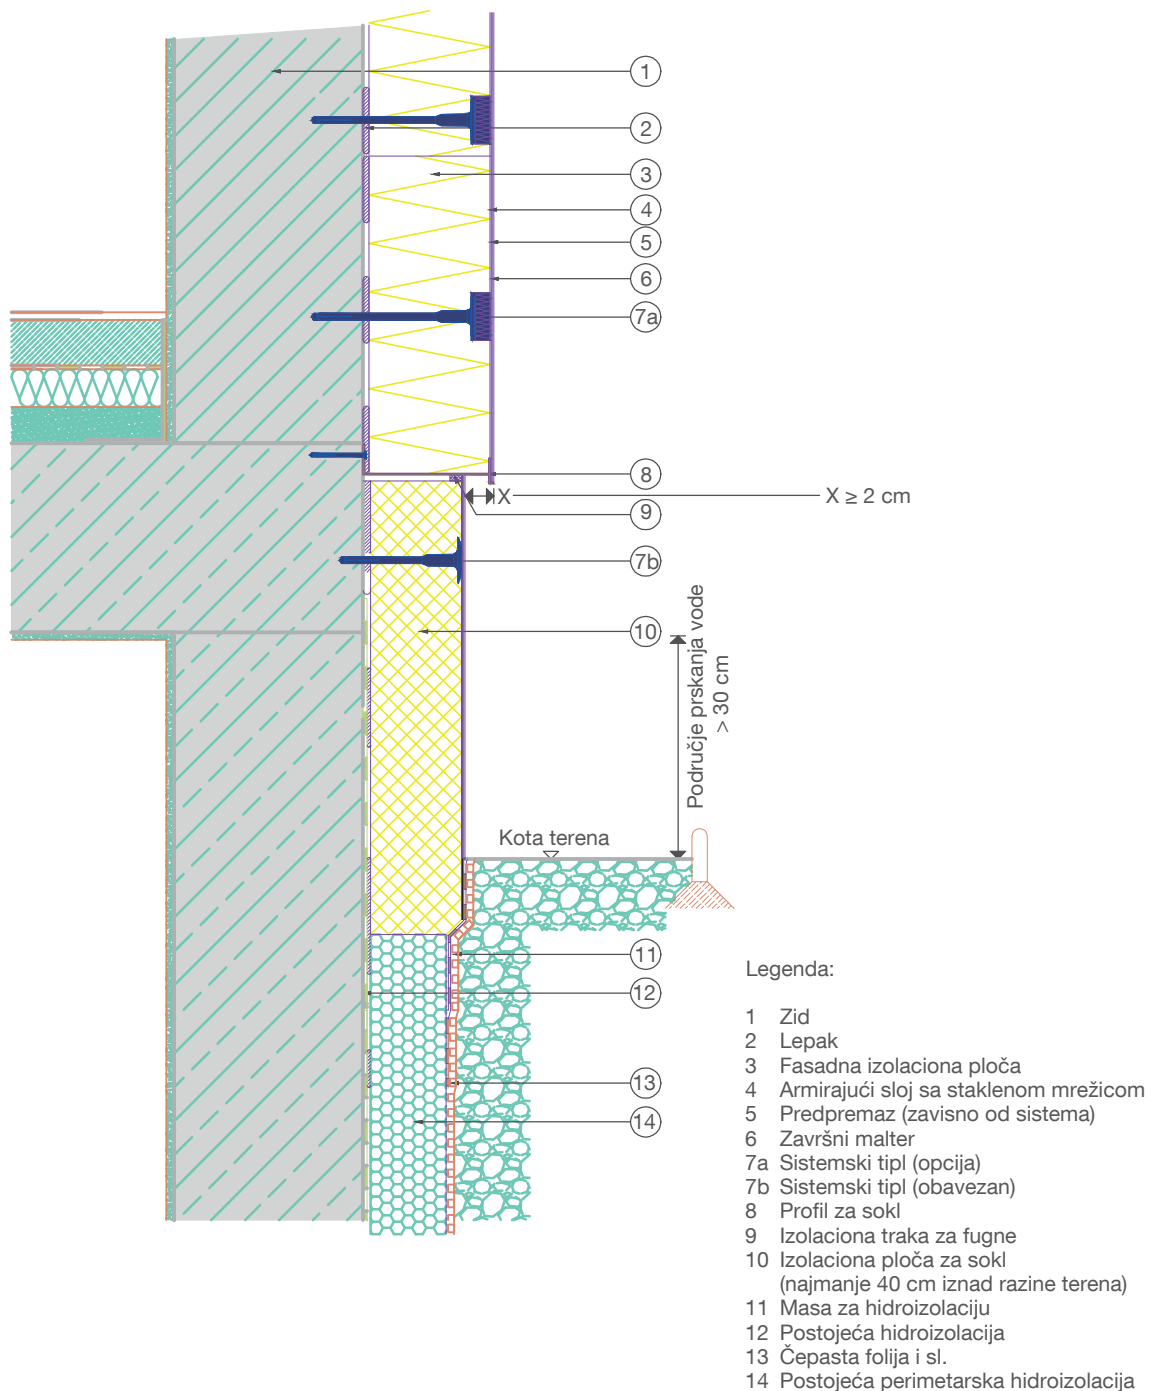 1
2
3
4
5
6
7a
8
X
X ≥ 2 cm
9
7b
10
Područje prskanja vode
> 30 cm
Kota terena
11
12
13
14
Legenda:
1 Zid
2 Lepak
3 Fasadna izolaciona ploča
4 Armirajući sloj sa staklenom mrežicom
5 Predpremaz (zavisno od sistema)
6 Završni malter
7a Sistemski tipl (opcija)
7b Sistemski tipl (obavezan)
8 Profil za sokl
9 Izolaciona traka za fugne
10 Izolaciona ploča za sokl
(najmanje 40 cm iznad razine terena)
11 Masa za hidroizolaciju
12 Postojeća hidroizolacija
13 Čepasta folija i sl.
14 Postojeća perimetarska hidroizolacija